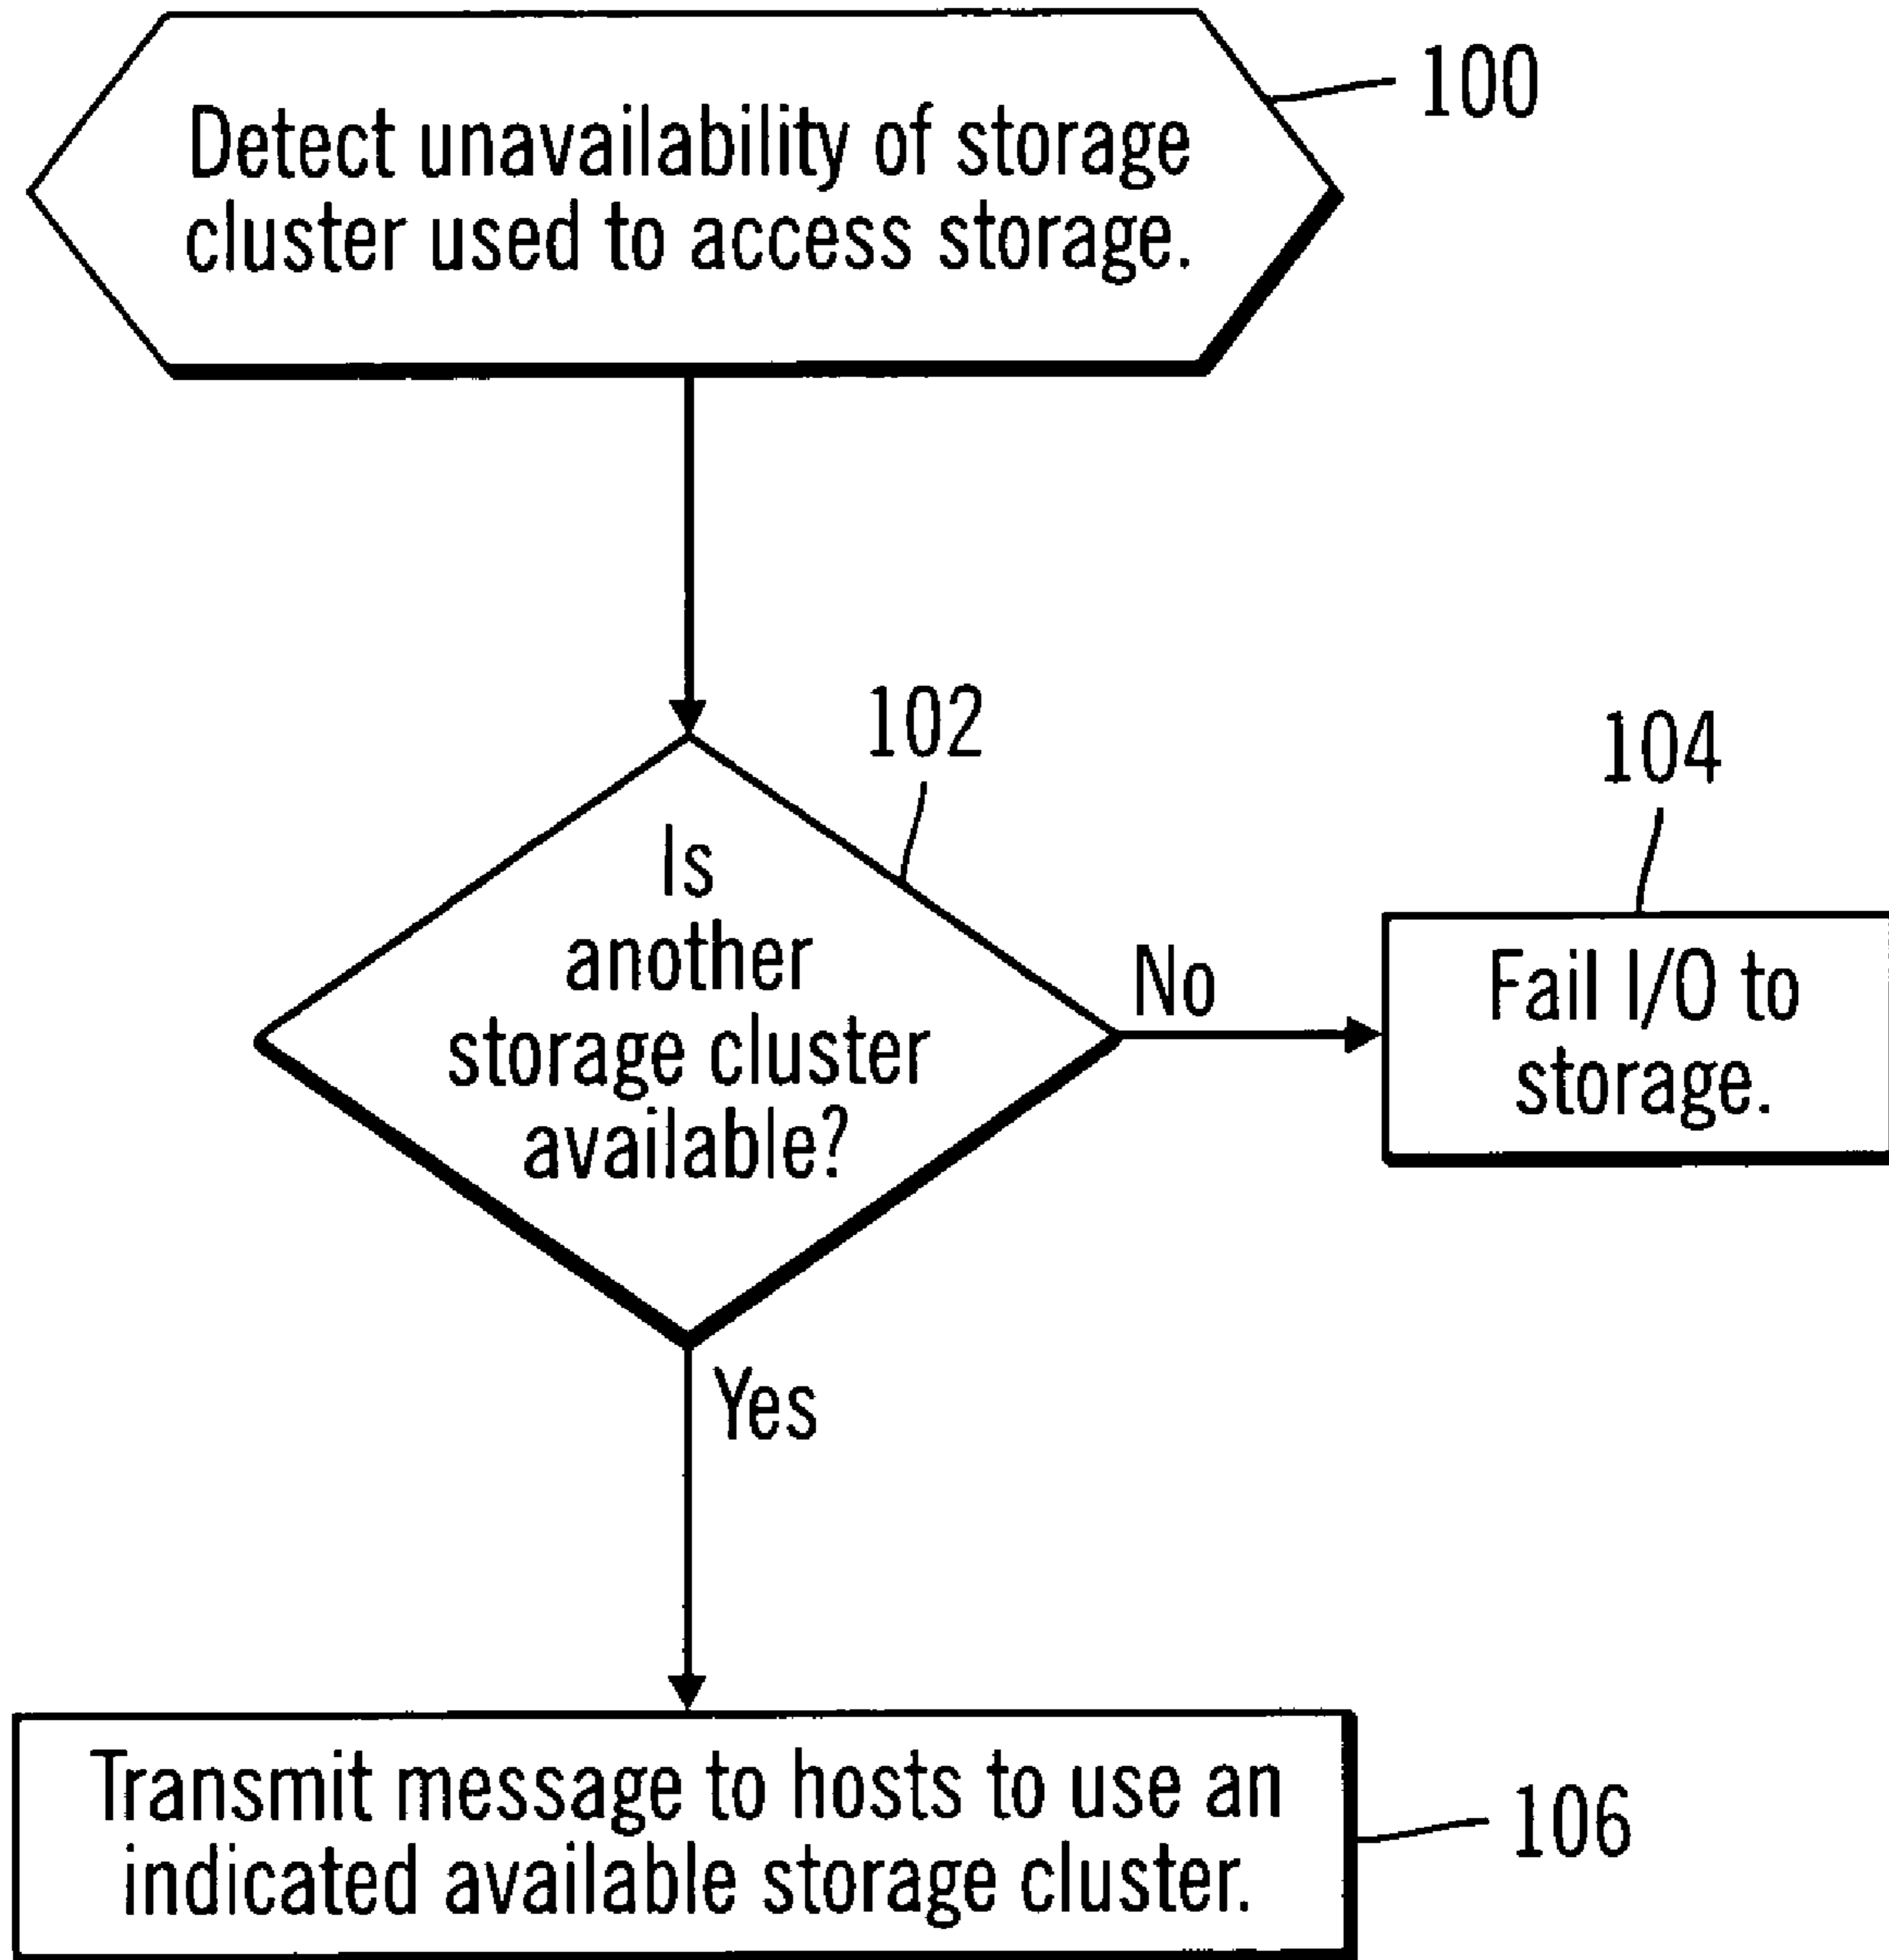 100
Detect unavailability of storage
cluster used to access storage.
102
104
Is
another
storage cluster
available?
No
Fail I/O to
storage.
Yes
Transmit message to hosts to use an
indicated available storage cluster.
106